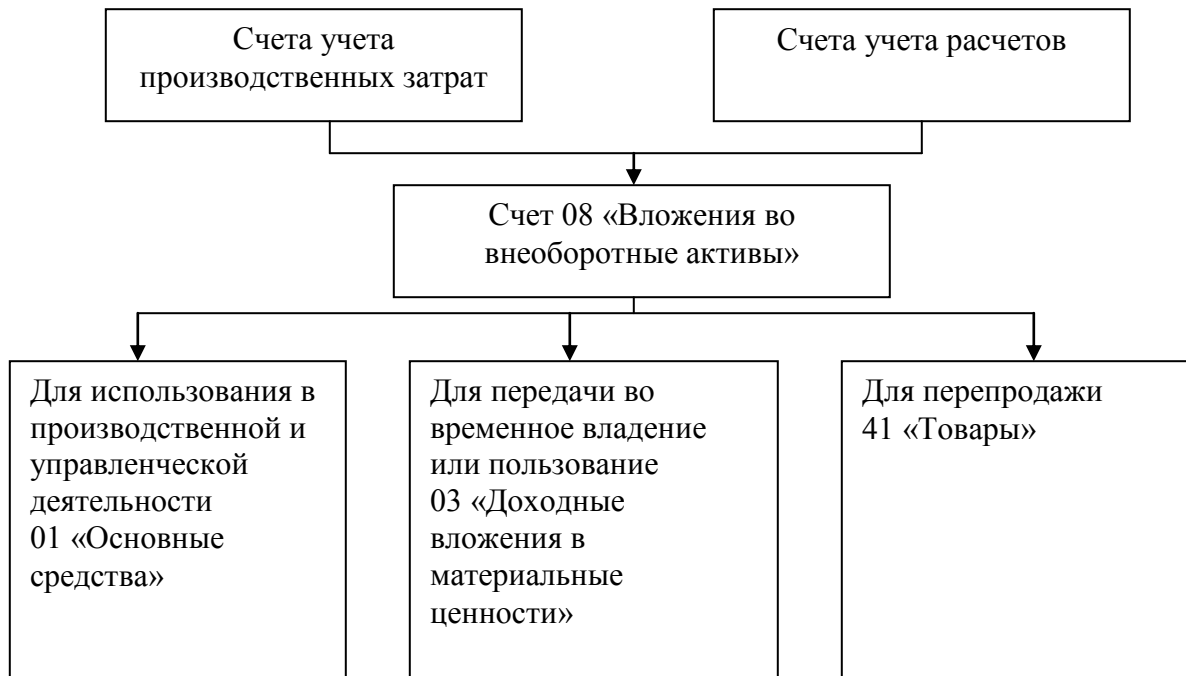 Счета учета
производственных затрат
Счета учета расчетов
Счет 08 «Вложения во
внеоборотные активы»
Для использования в
производственной и
управленческой
деятельности
01 «Основные
средства»
Для передачи во
временное владение
или пользование
03 «Доходные
вложения в
материальные
ценности»
Для перепродажи
41 «Товары»